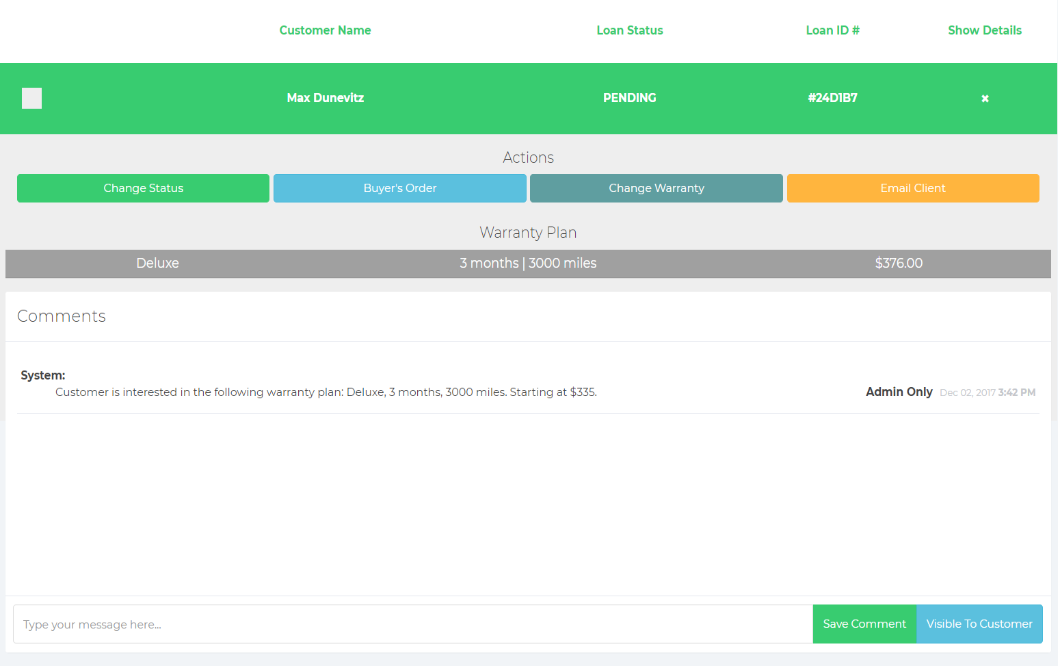 Customer Name Loan Status Loan ID # Show Details
Max Dunevitz PENDING #24D1B7 ×
Actions
Change Status Buyer's Order Change Warranty Email Client
Warranty Plan
Deluxe 3 months | 3000 miles $376.00
Comments
System:
Customer is interested in the following warranty plan: Deluxe, 3 months, 3000 miles. Starting at $335. Admin Only Dec 02, 2017 3:42 PM
Type your message here... Save Comment Visible To Customer